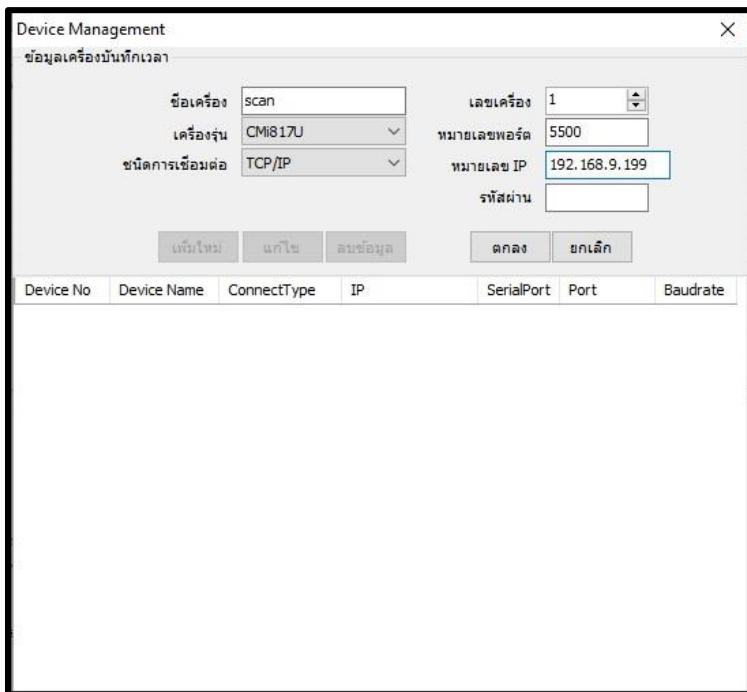 Device Management
ข้อมูลเครื่องบันทึกเวลา
ชื่อเครื่อง scan เลขเครื่อง 1
เครื่องรุ่น CMi817U หมายเลขพอร์ต 5500
ชนิดการเชื่อมต่อ TCP/IP หมายเลข IP 192.168.9.199
รหัสผ่าน
เพิ่มใหม่ แก้ไข ลบข้อมูล ตกลง ยกเลิก
Device No Device Name ConnectType IP SerialPort Port Baudrate